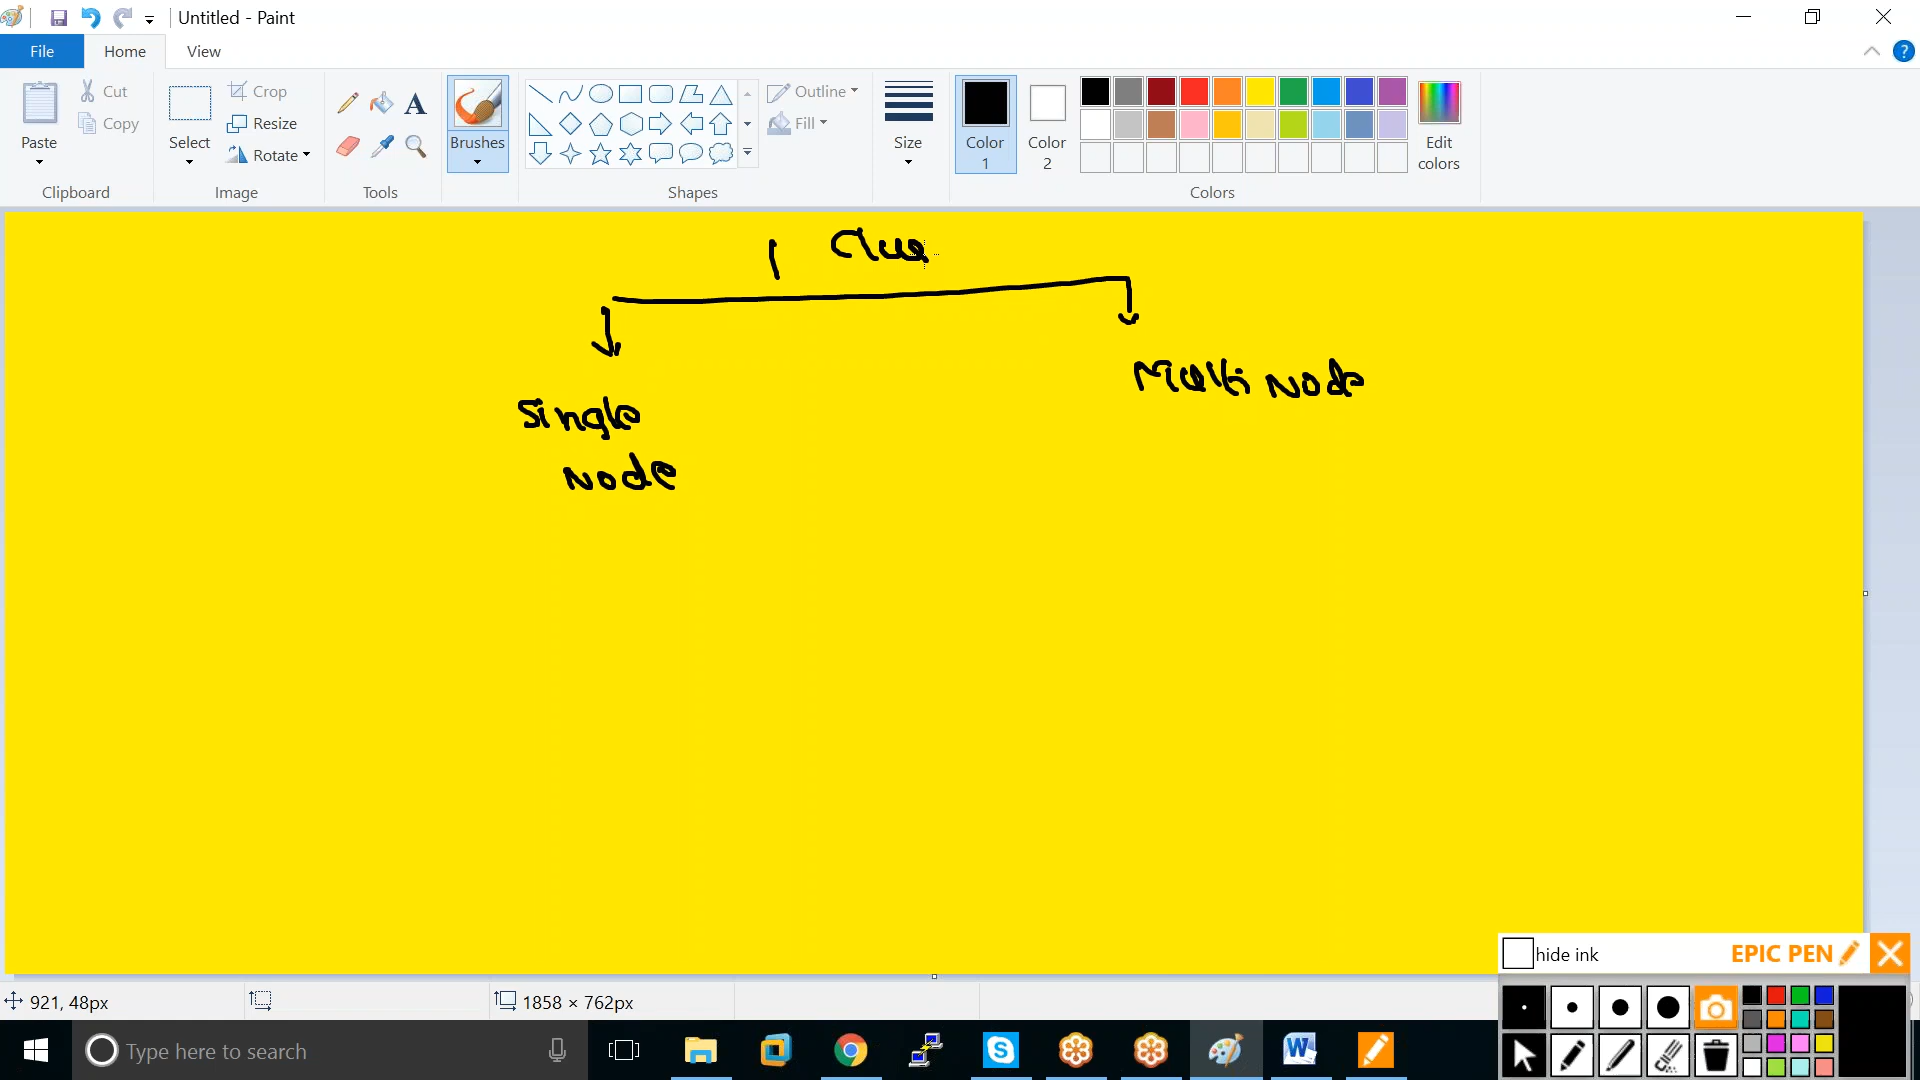 Untitled - Paint
File Home View
Paste
Cut
Copy
Clipboard
Select
Crop
Resize
Rotate
Image
Tools
Brushes
Shapes
Outline
Fill
Size
Color 1
Color 2
Edit colors
Colors
Clus
Single
Node
Multi Node
hide ink EPIC PEN
921, 48px
1858 × 762px
Type here to search